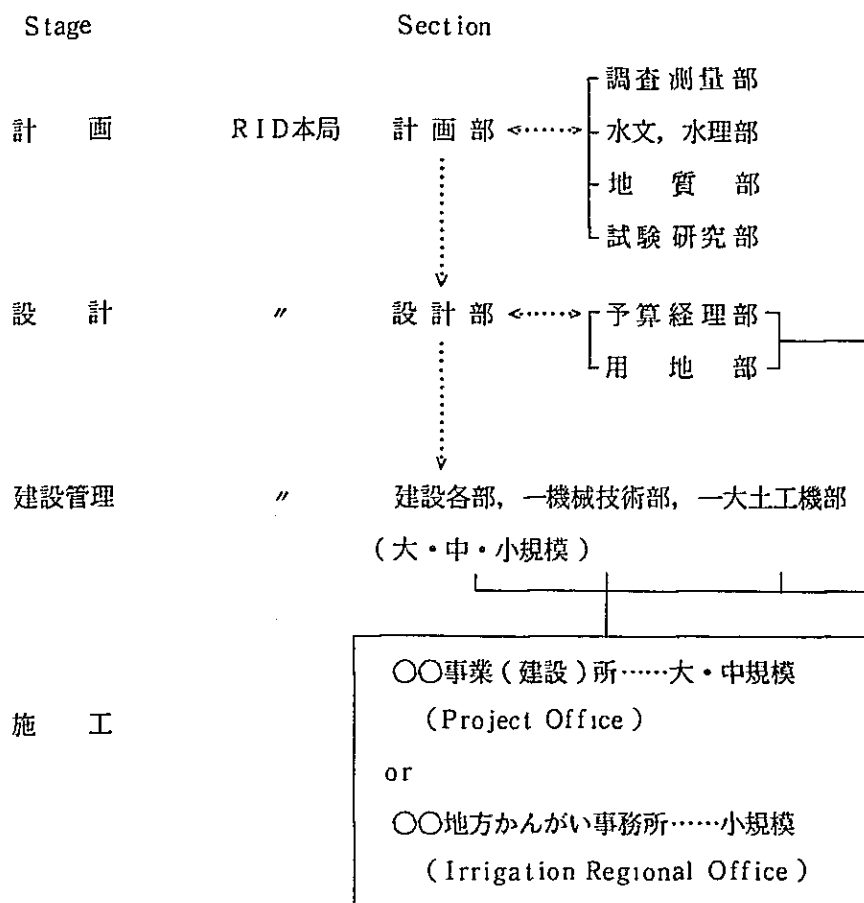 Stage Section
調査測量部
計画 RID本局 計画部 水文，水理部
地質部
試験研究部
設計 〃 設計部 予算経理部
用地部
建設管理 〃 建設各部，一機械技術部，一大土工機部
（大・中・小規模）
〇〇事業（建設）所……大・中規模
（Project Office）
施工
or
〇〇地方かんがい事務所……小規模
（Irrigation Regional Office）